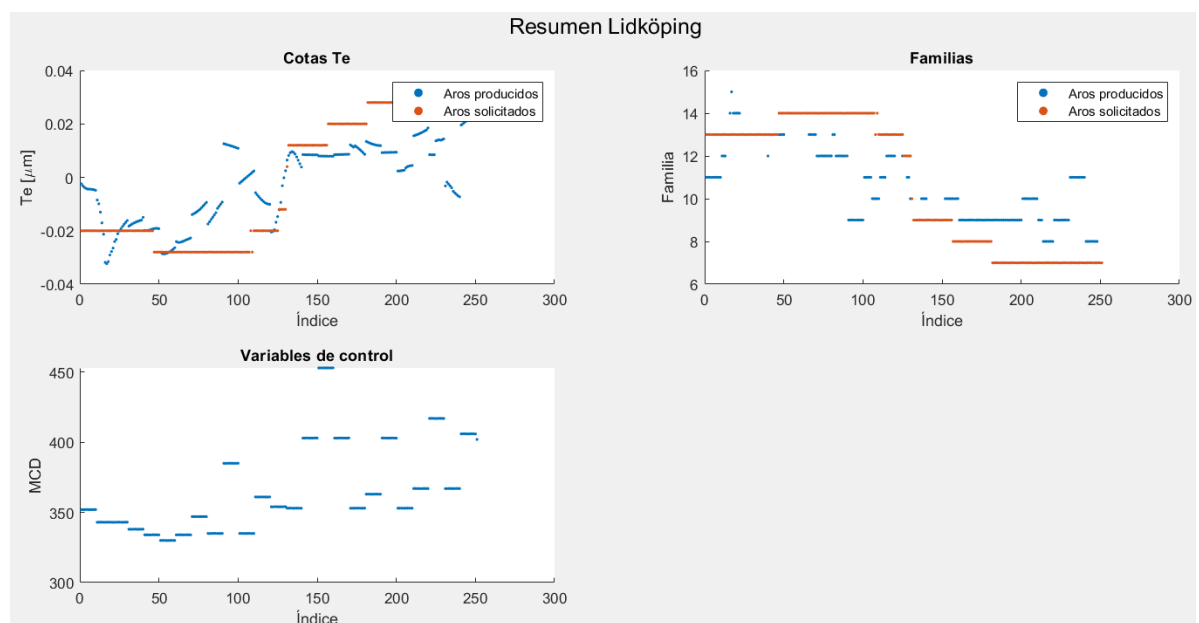 Resumen Lidköping
Cotas Te
0.04
0.02
0
-0.02
-0.04
Te [μm]
0 50 100 150 200 250 300
Índice
Aros producidos
Aros solicitados
Familias
16
14
12
10
8
6
Familia
0 50 100 150 200 250 300
Índice
Aros producidos
Aros solicitados
Variables de control
450
400
350
300
MCD
0 50 100 150 200 250 300
Índice